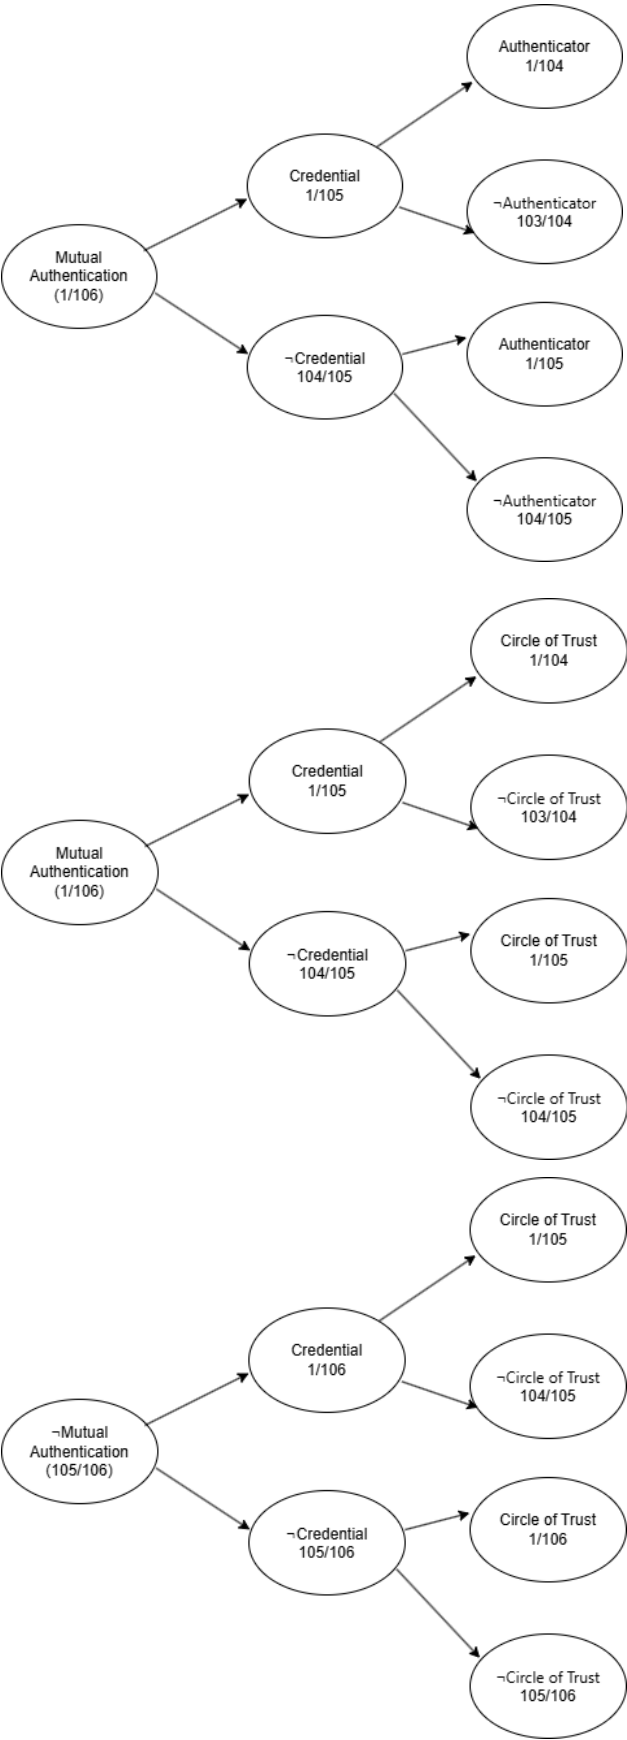 Authenticator
1/104
Credential
1/105
¬Authenticator
103/104
Mutual
Authentication
(1/106)
Authenticator
1/105
¬Credential
104/105
¬Authenticator
104/105
Circle of Trust
1/104
Credential
1/105
¬Circle of Trust
103/104
Mutual
Authentication
(1/106)
Circle of Trust
1/105
¬Credential
104/105
¬Circle of Trust
104/105
Circle of Trust
1/105
Credential
1/106
¬Circle of Trust
104/105
¬Mutual
Authentication
(105/106)
Circle of Trust
1/106
¬Credential
105/106
¬Circle of Trust
105/106